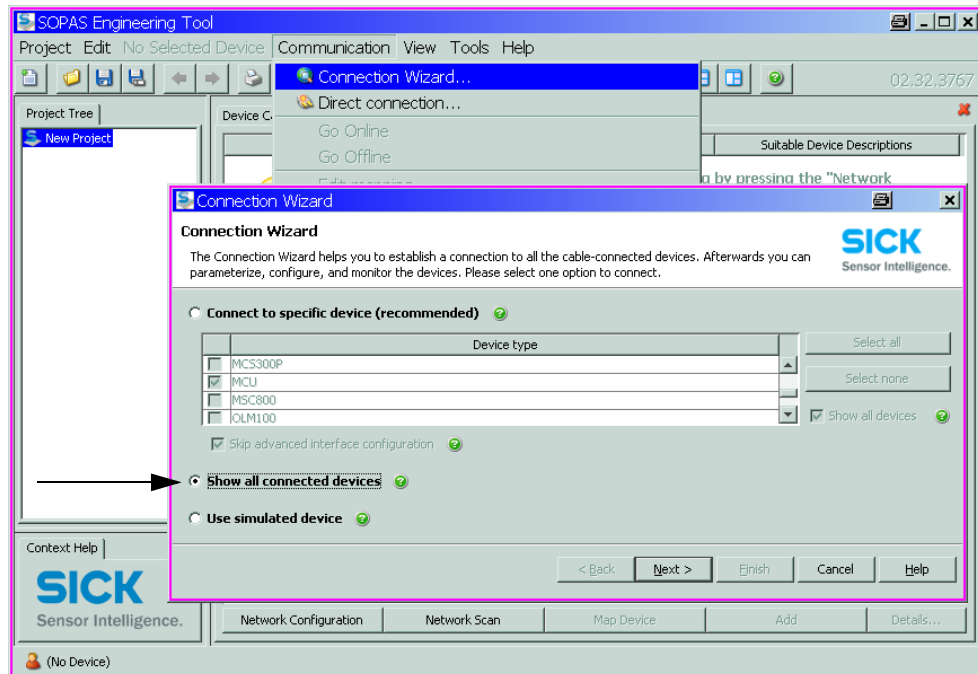 SOPAS Engineering Tool
Project Edit No Selected Device Communication View Tools Help
Connection Wizard...
02.32.3767
Direct connection...
Project Tree
Device C
Go Online
New Project
Suitable Device Descriptions
Go Offline
by pressing the "Network
Connection Wizard
Connection Wizard
SICK
Sensor Intelligence.
The Connection Wizard helps you to establish a connection to all the cable-connected devices. Afterwards you can
parameterize, configure, and monitor the devices. Please select one option to connect.
Connect to specific device (recommended)
Device type
Select all
MCS300P
MCU
Select none
MSC800
OLM100
Show all devices
Skip advanced interface configuration
Show all connected devices
Use simulated device
Context Help
< Back Next > Finish Cancel Help
SICK
Sensor Intelligence.
Network Configuration Network Scan Map Device Add Details...
(No Device)